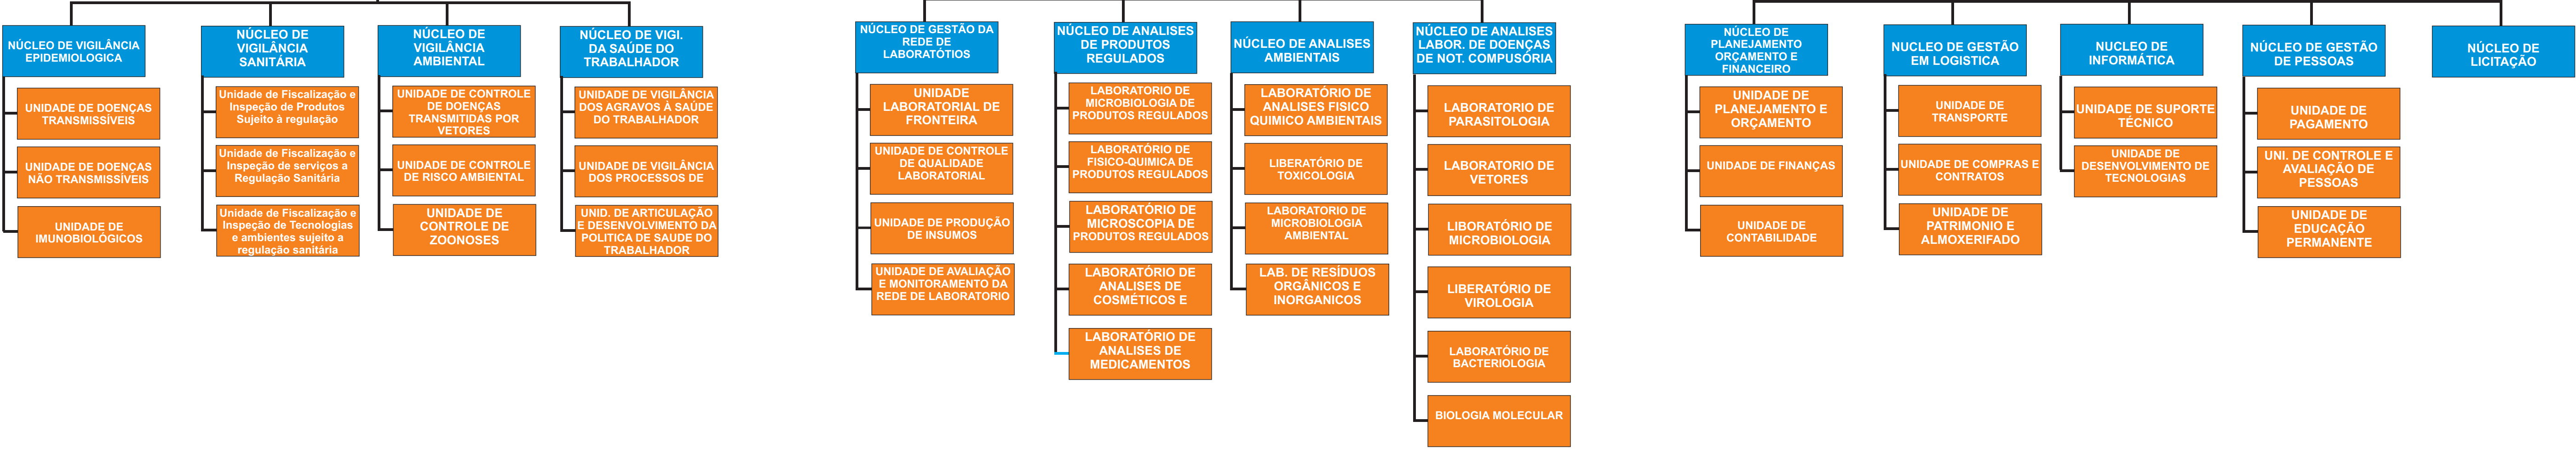 NÚCLEO DE VIGILÂNCIA
EPIDEMIOLOGICA
UNIDADE DE DOENÇAS
TRANSMISSÍVEIS
UNIDADE DE DOENÇAS
NÃO TRANSMISSÍVEIS
UNIDADE DE
IMUNOBIOLÓGICOS
NÚCLEO DE
VIGILÂNCIA
SANITÁRIA
Unidade de Fiscalização e
Inspeção de Produtos
Sujeito à regulação
Unidade de Fiscalização e
Inspeção de serviços a
Regulação Sanitária
Unidade de Fiscalização e
Inspeção de Tecnologias
e ambientes sujeito a
regulação sanitária
NÚCLEO DE
VIGILÂNCIA
AMBIENTAL
UNIDADE DE CONTROLE
DE DOENÇAS
TRANSMITIDAS POR
VETORES
UNIDADE DE CONTROLE
DE RISCO AMBIENTAL
UNIDADE DE
CONTROLE DE
ZOONOSES
NÚCLEO DE VIGI.
DA SAÚDE DO
TRABALHADOR
UNIDADE DE VIGILÂNCIA
DOS AGRAVOS À SAÚDE
DO TRABALHADOR
UNIDADE DE VIGILÂNCIA
DOS PROCESSOS DE
UNID. DE ARTICULAÇÃO
E DESENVOLVIMENTO DA
POLITICA DE SAUDE DO
TRABALHADOR
NÚCLEO DE GESTÃO DA
REDE DE
LABORATÓTIOS
UNIDADE
LABORATORIAL DE
FRONTEIRA
UNIDADE DE CONTROLE
DE QUALIDADE
LABORATORIAL
UNIDADE DE PRODUÇÃO
DE INSUMOS
UNIDADE DE AVALIAÇÃO
E MONITORAMENTO DA
REDE DE LABORATORIO
NÚCLEO DE ANALISES
DE PRODUTOS
REGULADOS
LABORATORIO DE
MICROBIOLOGIA DE
PRODUTOS REGULADOS
LABORATÓRIO DE
FISICO-QUIMICA DE
PRODUTOS REGULADOS
LABORATÓRIO DE
MICROSCOPIA DE
PRODUTOS REGULADOS
LABORATÓRIO DE
ANALISES DE
COSMÉTICOS E
LABORATÓRIO DE
ANALISES DE
MEDICAMENTOS
NÚCLEO DE ANALISES
AMBIENTAIS
LABORATÓRIO DE
ANALISES FISICO
QUIMICO AMBIENTAIS
LIBERATÓRIO DE
TOXICOLOGIA
LABORATORIO DE
MICROBIOLOGIA
AMBIENTAL
LAB. DE RESÍDUOS
ORGÂNICOS E
INORGANICOS
NÚCLEO DE ANALISES
LABOR. DE DOENÇAS
DE NOT. COMPUSÓRIA
LABORATORIO DE
PARASITOLOGIA
LABORATORIO DE
VETORES
LIBORATÓRIO DE
MICROBIOLOGIA
LIBERATÓRIO DE
VIROLOGIA
LABORATÓRIO DE
BACTERIOLOGIA
BIOLOGIA MOLECULAR
NÚCLEO DE
PLANEJAMENTO
ORÇAMENTO E
FINANCEIRO
UNIDADE DE
PLANEJAMENTO E
ORÇAMENTO
UNIDADE DE FINANÇAS
UNIDADE DE
CONTABILIDADE
NUCLEO DE GESTÃO
EM LOGISTICA
UNIDADE DE
TRANSPORTE
UNIDADE DE COMPRAS E
CONTRATOS
UNIDADE DE
PATRIMONIO E
ALMOXERIFADO
NUCLEO DE
INFORMÁTICA
UNIDADE DE SUPORTE
TÉCNICO
UNIDADE DE
DESENVOLVIMENTO DE
TECNOLOGIAS
NÚCLEO DE GESTÃO
DE PESSOAS
UNIDADE DE
PAGAMENTO
UNI. DE CONTROLE E
AVALIAÇÃO DE
PESSOAS
UNIDADE DE
EDUCAÇÃO
PERMANENTE
NÚCLEO DE
LICITAÇÃO